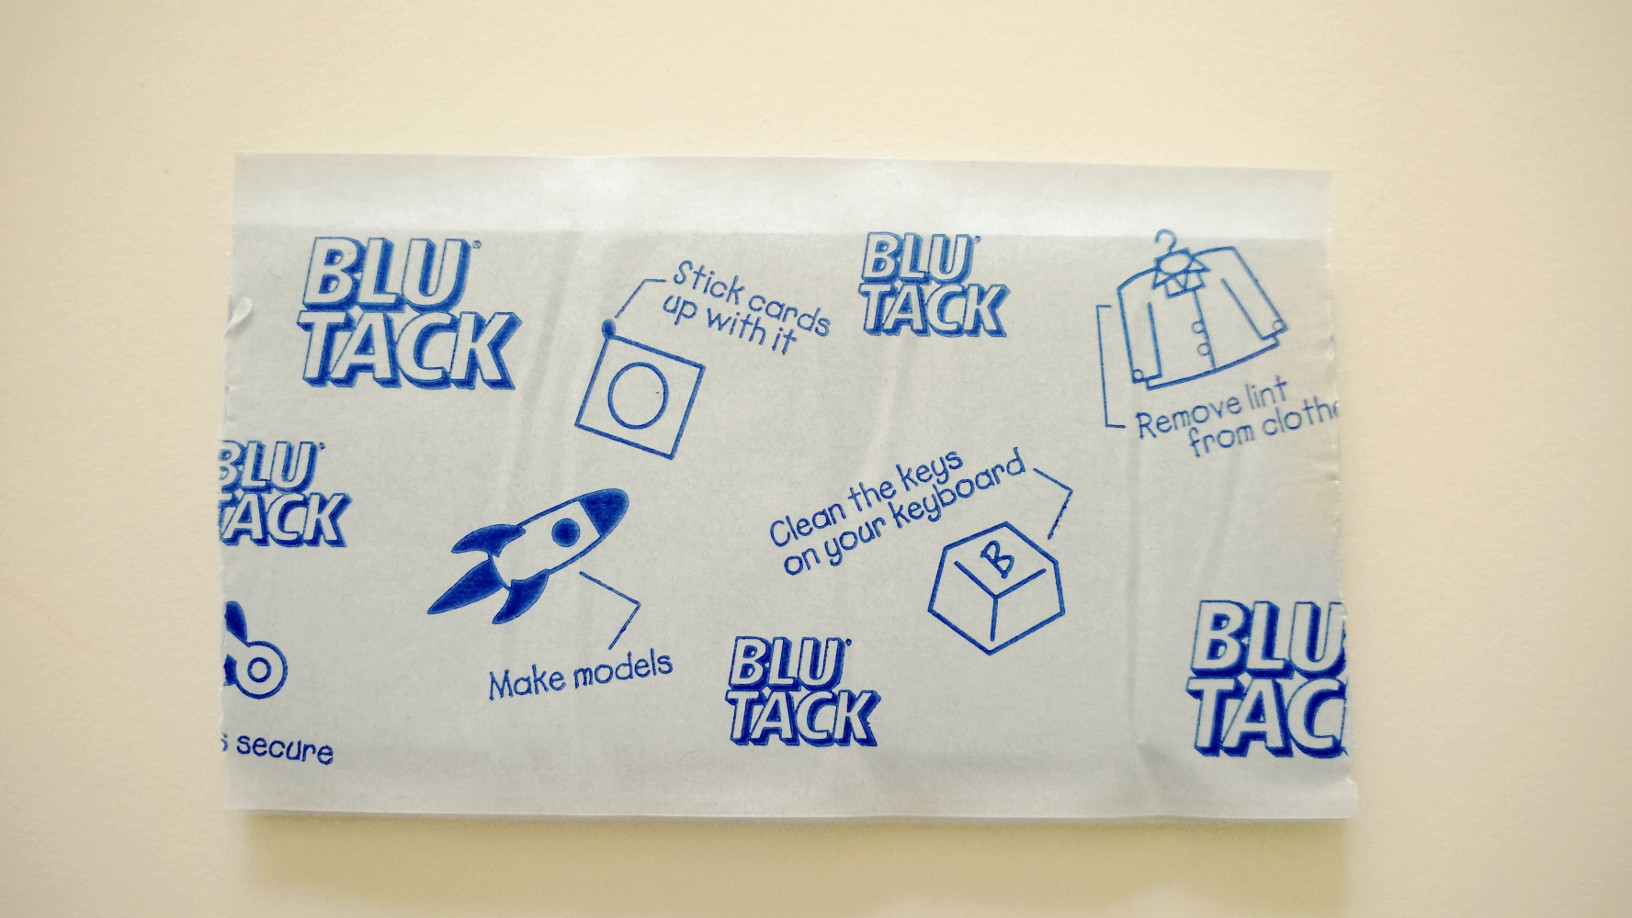 BLU®
TACK
Stick cards
up with it
BLU
TACK
Remove lint
from clothe
BLU
TACK
Clean the keys
on your keyboard
B
Make models
BLU
TACK
BLU
TAC
s secure